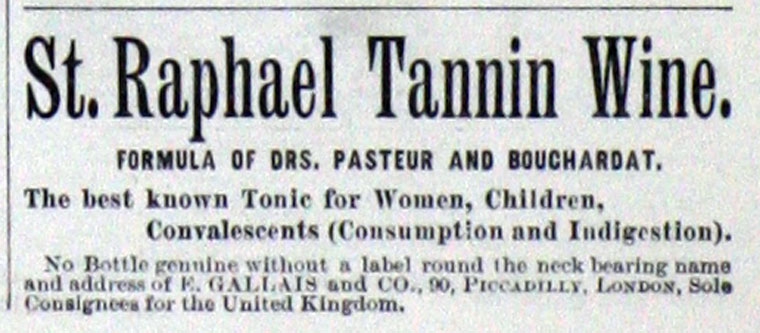 St. Raphael Tannin Wine.
FORMULA OF DRS. PASTEUR AND BOUCHARDAT.
The best known Tonic for Women, Children,
Convalescents (Consumption and Indigestion).
No Bottle genuine without a label round the neck bearing name
and address of E. GALLAIS and CO., 90, PICCADILLY, LONDON, Sole
Consignees for the United Kingdom.